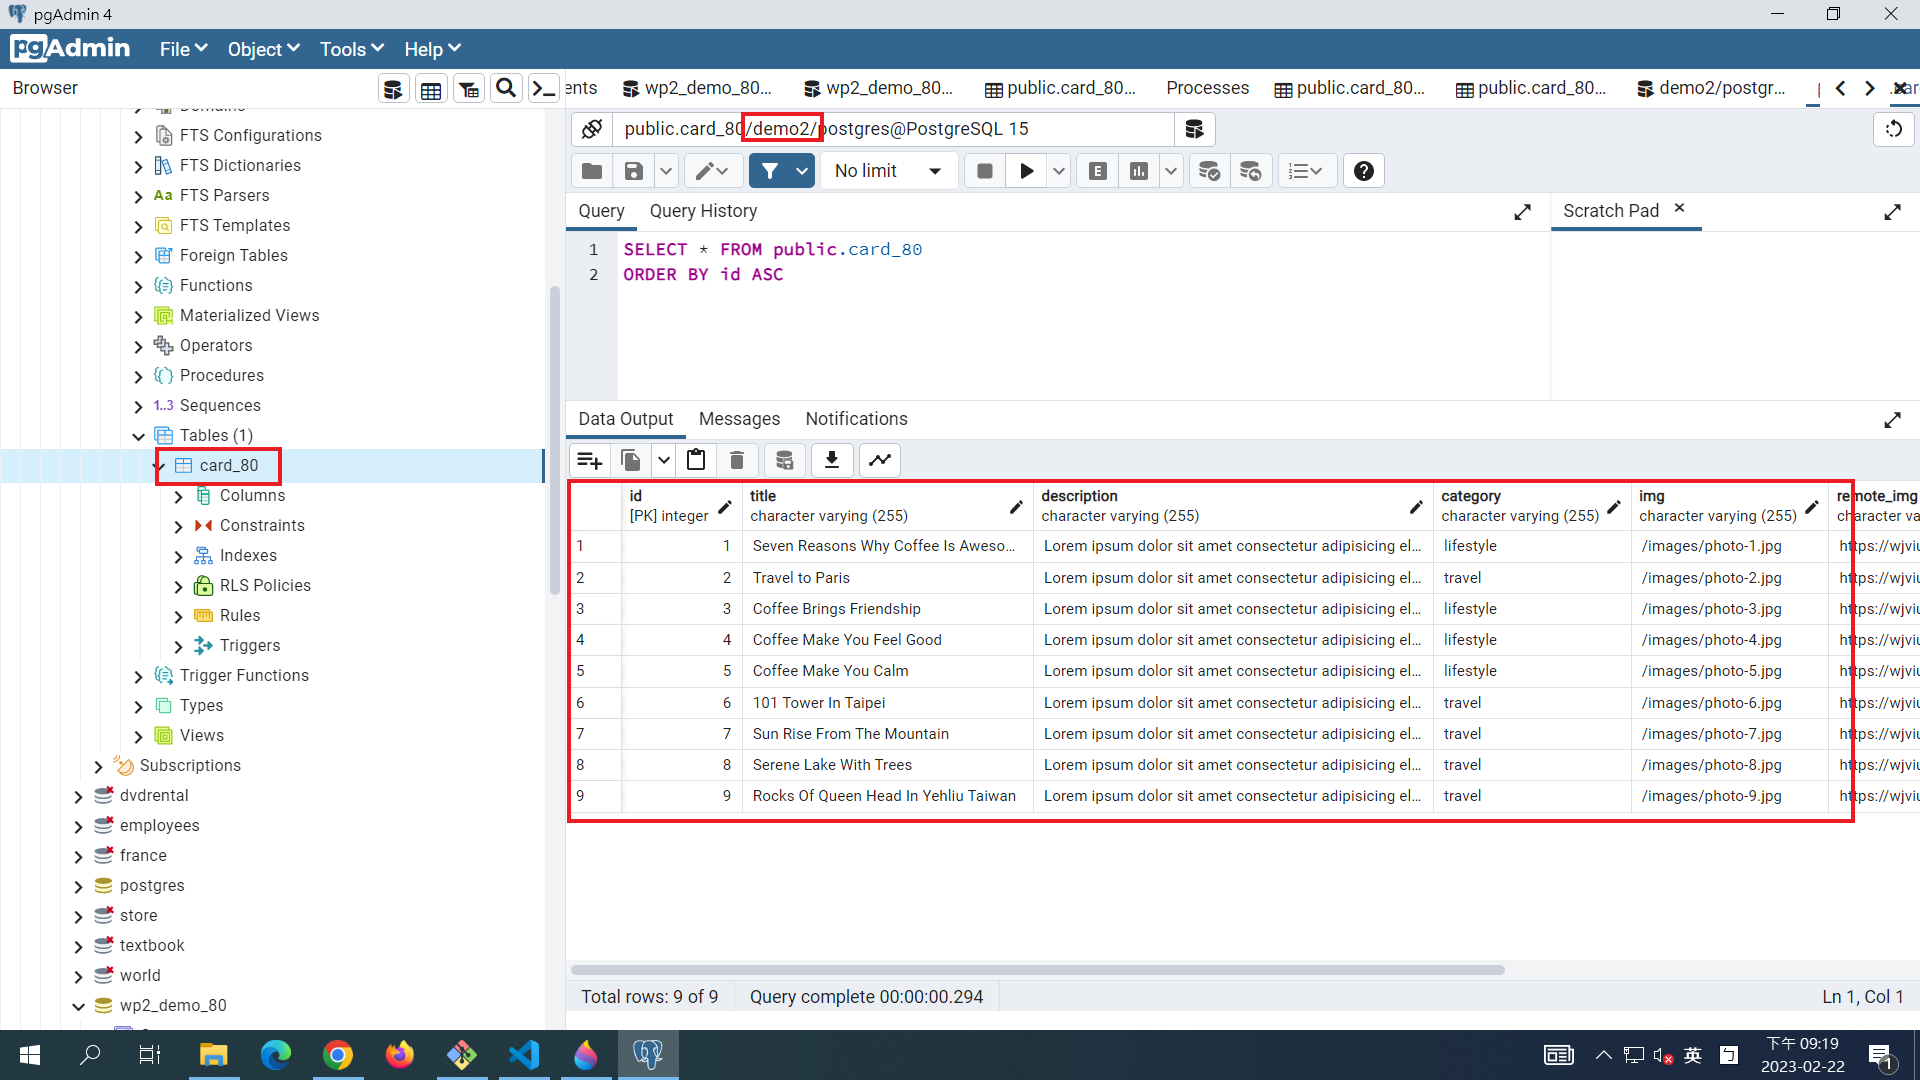 pgAdmin 4
pgAdmin File Object Tools Help
Browser
ents wp2_demo_80... wp2_demo_80... public.card_80... Processes public.card_80... public.card_80... demo2/postgr...
public.card_80/demo2/postgres@PostgreSQL 15
No limit
Query Query History
Scratch Pad
1 SELECT * FROM public.card_80
2 ORDER BY id ASC
FTS Configurations
FTS Dictionaries
Aa FTS Parsers
FTS Templates
Foreign Tables
Functions
Materialized Views
Operators
Procedures
1..3 Sequences
Tables (1)
card_80
Columns
Constraints
Indexes
RLS Policies
Rules
Triggers
Trigger Functions
Types
Views
Subscriptions
dvdrental
employees
france
postgres
store
textbook
world
wp2_demo_80
Data Output Messages Notifications
id title description category img remote_img
[PK] integer character varying (255) character varying (255) character varying (255) character varying (255) character va
1 1 Seven Reasons Why Coffee Is Aweso... Lorem ipsum dolor sit amet consectetur adipisicing el... lifestyle /images/photo-1.jpg https://wjviu
2 2 Travel to Paris Lorem ipsum dolor sit amet consectetur adipisicing el... travel /images/photo-2.jpg https://wjviu
3 3 Coffee Brings Friendship Lorem ipsum dolor sit amet consectetur adipisicing el... lifestyle /images/photo-3.jpg https://wjviu
4 4 Coffee Make You Feel Good Lorem ipsum dolor sit amet consectetur adipisicing el... lifestyle /images/photo-4.jpg https://wjviu
5 5 Coffee Make You Calm Lorem ipsum dolor sit amet consectetur adipisicing el... lifestyle /images/photo-5.jpg https://wjviu
6 6 101 Tower In Taipei Lorem ipsum dolor sit amet consectetur adipisicing el... travel /images/photo-6.jpg https://wjviu
7 7 Sun Rise From The Mountain Lorem ipsum dolor sit amet consectetur adipisicing el... travel /images/photo-7.jpg https://wjviu
8 8 Serene Lake With Trees Lorem ipsum dolor sit amet consectetur adipisicing el... travel /images/photo-8.jpg https://wjviu
9 9 Rocks Of Queen Head In Yehliu Taiwan Lorem ipsum dolor sit amet consectetur adipisicing el... travel /images/photo-9.jpg https://wjviu
Total rows: 9 of 9 Query complete 00:00:00.294 Ln 1, Col 1
英 下午 09:19
2023-02-22
1